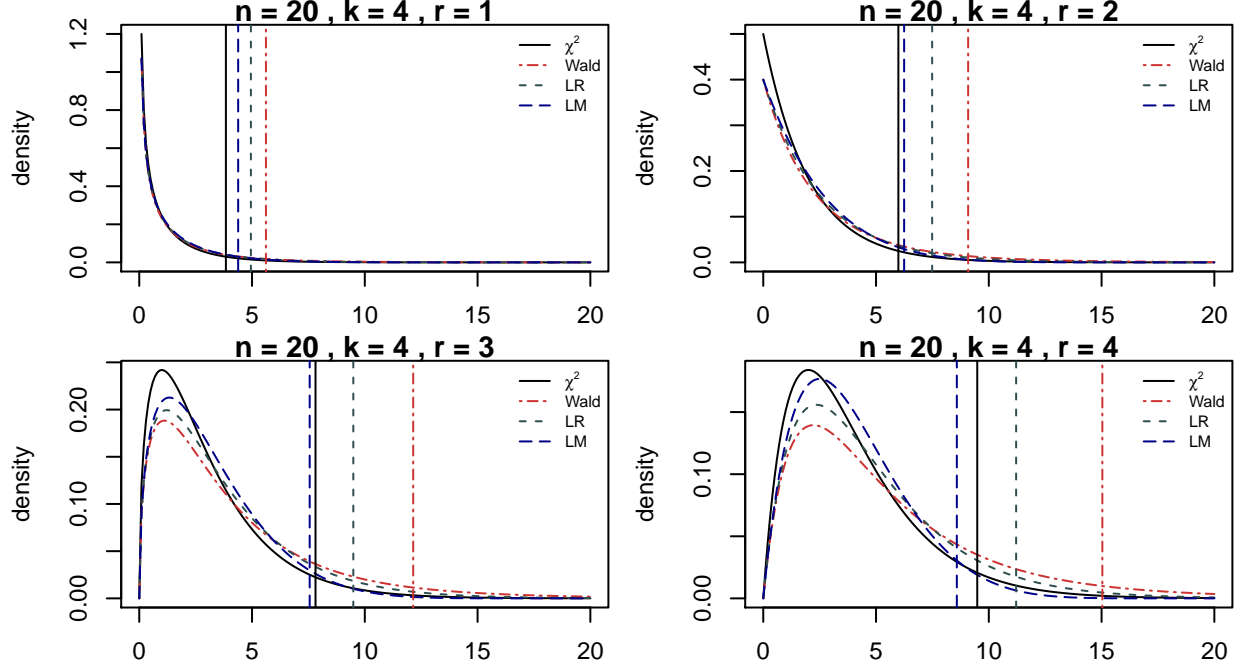 n = 20 , k = 4 , r = 1
density
0.0 0.4 0.8 1.2
0 5 10 15 20
χ²
Wald
LR
LM
n = 20 , k = 4 , r = 2
density
0.0 0.2 0.4
0 5 10 15 20
χ²
Wald
LR
LM
n = 20 , k = 4 , r = 3
density
0.00 0.10 0.20
0 5 10 15 20
χ²
Wald
LR
LM
n = 20 , k = 4 , r = 4
density
0.00 0.10
0 5 10 15 20
χ²
Wald
LR
LM